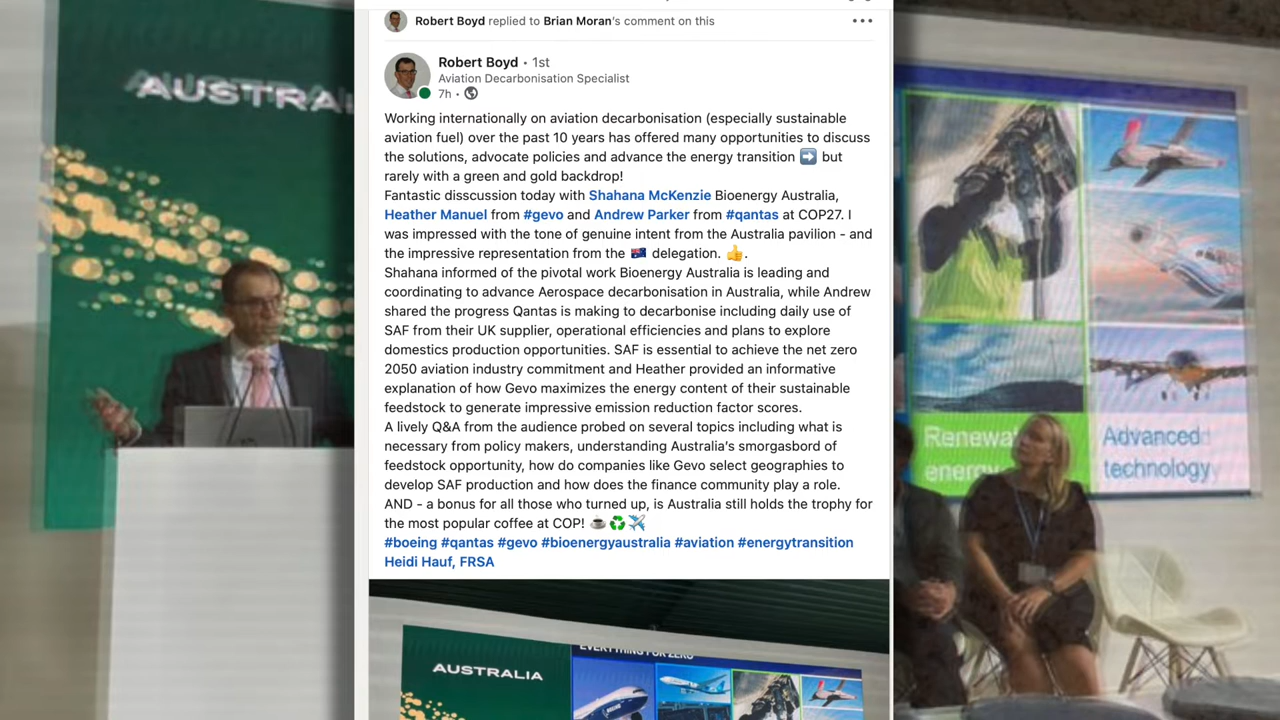 Robert Boyd replied to Brian Moran's comment on this
Robert Boyd • 1st
Aviation Decarbonisation Specialist
7h •
Working internationally on aviation decarbonisation (especially sustainable
aviation fuel) over the past 10 years has offered many opportunities to discuss
the solutions, advocate policies and advance the energy transition ➡️ but
rarely with a green and gold backdrop!
Fantastic disscussion today with Shahana McKenzie Bioenergy Australia,
Heather Manuel from #gevo and Andrew Parker from #qantas at COP27. I
was impressed with the tone of genuine intent from the Australia pavilion - and
the impressive representation from the 🇦🇺 delegation. 👍.
Shahana informed of the pivotal work Bioenergy Australia is leading and
coordinating to advance Aerospace decarbonisation in Australia, while Andrew
shared the progress Qantas is making to decarbonise including daily use of
SAF from their UK supplier, operational efficiencies and plans to explore
domestics production opportunities. SAF is essential to achieve the net zero
2050 aviation industry commitment and Heather provided an informative
explanation of how Gevo maximizes the energy content of their sustainable
feedstock to generate impressive emission reduction factor scores.
A lively Q&A from the audience probed on several topics including what is
necessary from policy makers, understanding Australia's smorgasbord of
feedstock opportunity, how do companies like Gevo select geographies to
develop SAF production and how does the finance community play a role.
AND - a bonus for all those who turned up, is Australia still holds the trophy for
the most popular coffee at COP! ☕♻️✈️
#boeing #qantas #gevo #bioenergyaustralia #aviation #energytransition
Heidi Hauf, FRSA
AUSTRALIA
EVERYTHING FOR ZERO
BOEING
AUSTRAL
Renewa
energy
Advanced
technology